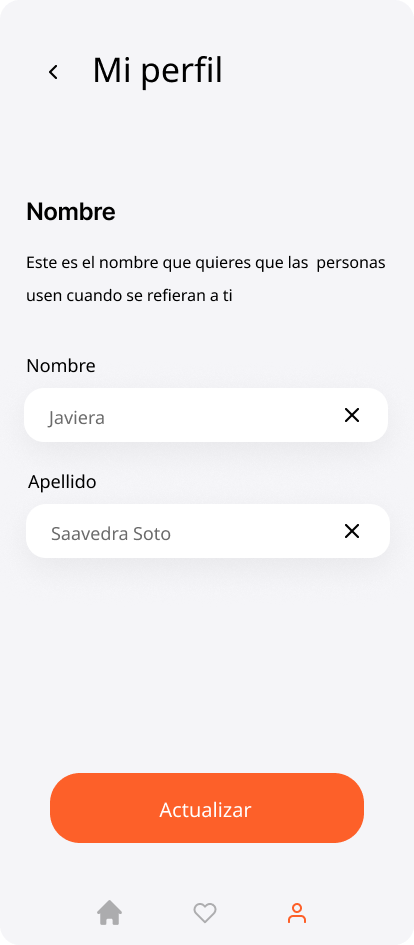 Mi perfil
Nombre
Este es el nombre que quieres que las personas
usen cuando se refieran a ti
Nombre
Javiera
Apellido
Saavedra Soto
Actualizar